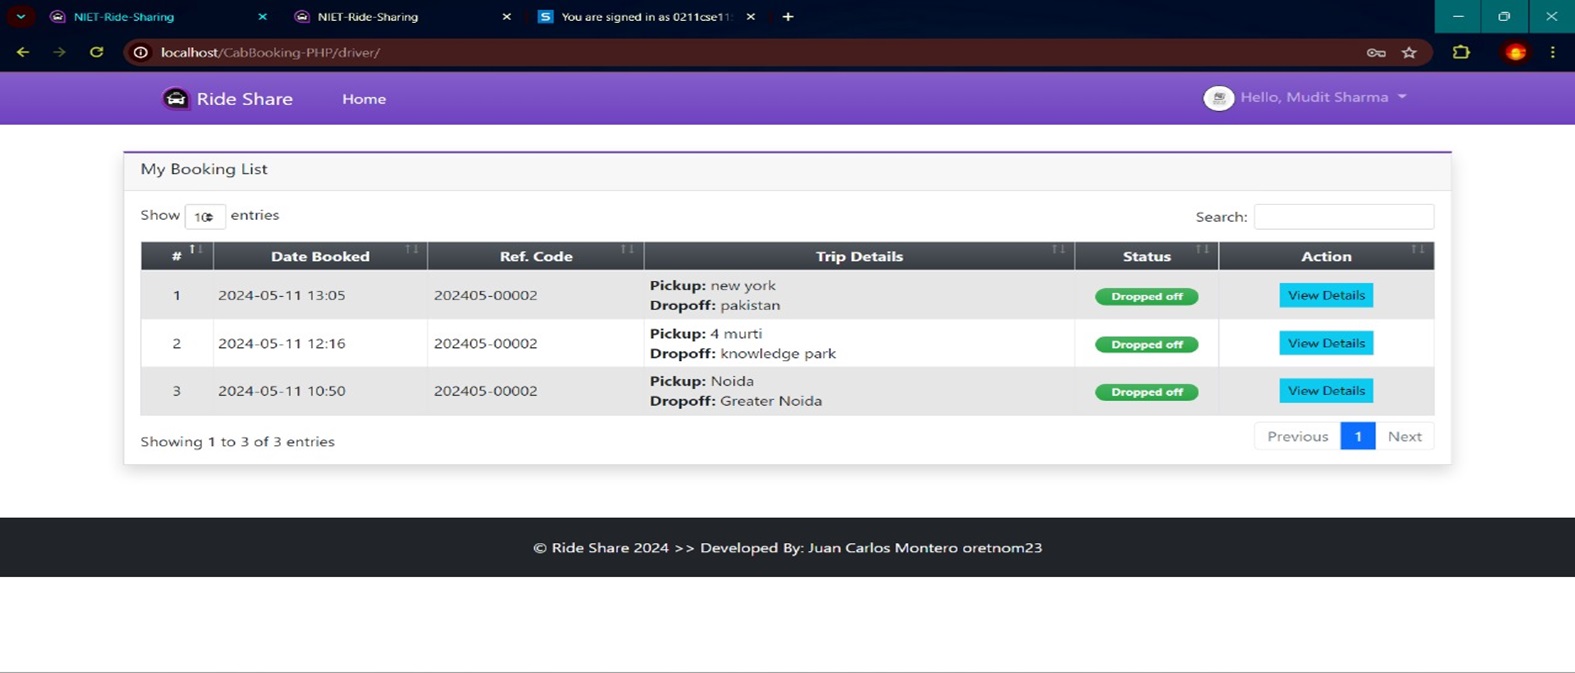 NIET-Ride-Sharing NIET-Ride-Sharing You are signed in as 0211cse11
localhost/CabBooking-PHP/driver/
Ride Share Home Hello, Mudit Sharma
My Booking List
Show 10 entries Search:
# Date Booked Ref. Code Trip Details Status Action
1 2024-05-11 13:05 202405-00002 Pickup: new york Dropped off View Details
Dropoff: pakistan
2 2024-05-11 12:16 202405-00002 Pickup: 4 murti Dropped off View Details
Dropoff: knowledge park
3 2024-05-11 10:50 202405-00002 Pickup: Noida Dropped off View Details
Dropoff: Greater Noida
Showing 1 to 3 of 3 entries Previous 1 Next
© Ride Share 2024 >> Developed By: Juan Carlos Montero oretnom23